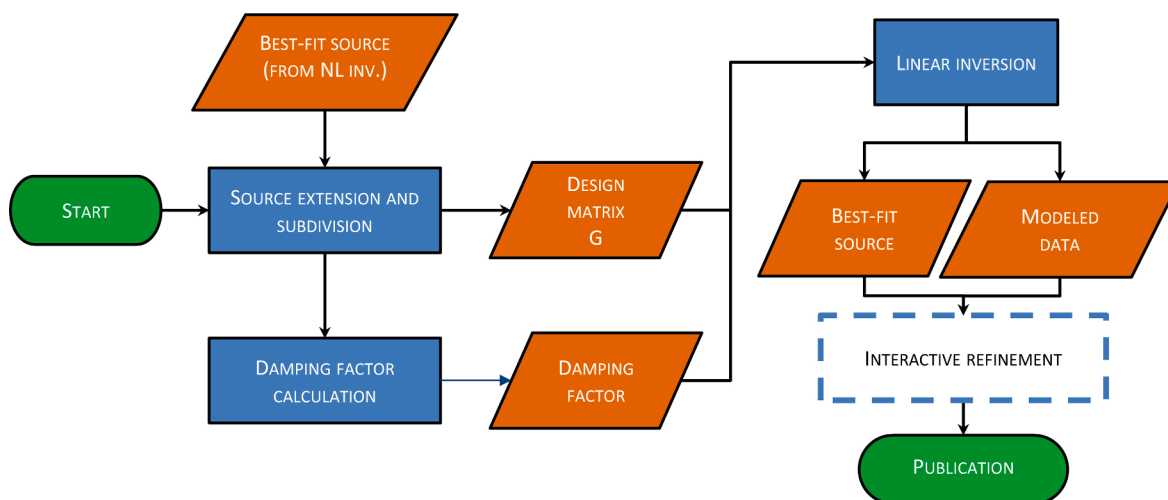 Best-fit source
(from NL inv.)
Linear inversion
Start
Source extension and
subdivision
Design
matrix
G
Best-fit
source
Modeled
data
Damping factor
calculation
Damping
factor
Interactive refinement
Publication